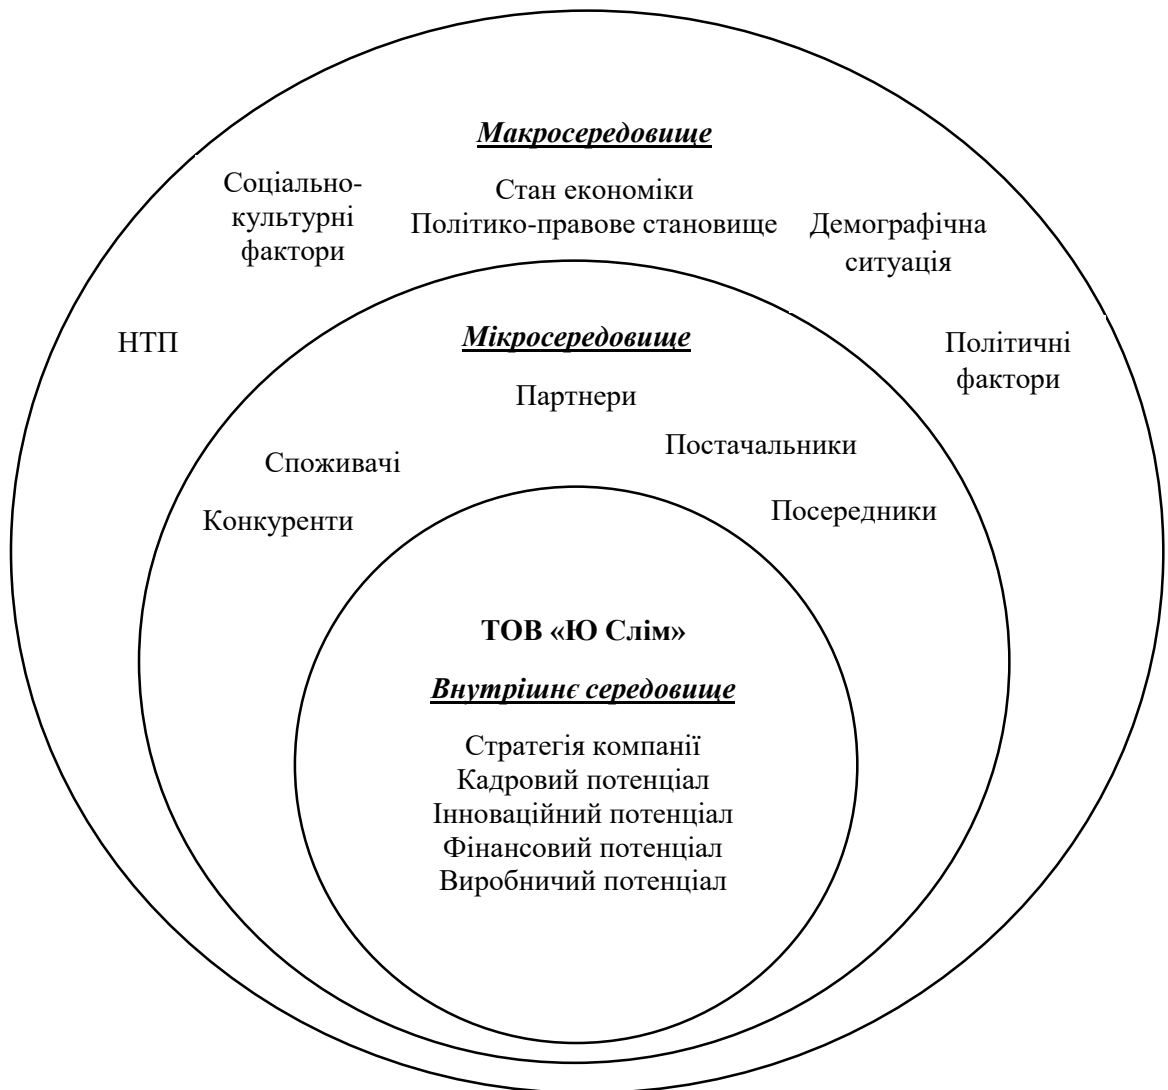 Макросередовище
Соціально-
культурні
фактори
Стан економіки
Політико-правове становище
Демографічна
ситуація
НТП
Політичні
фактори
Мікросередовище
Партнери
Споживачі
Постачальники
Конкуренти
Посередники
ТОВ «Ю Слім»
Внутрішнє середовище
Стратегія компанії
Кадровий потенціал
Інноваційний потенціал
Фінансовий потенціал
Виробничий потенціал